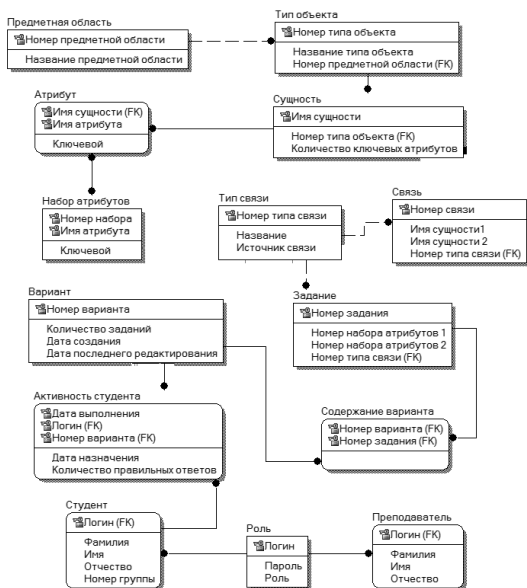 Предметная область
Номер предметной области
Название предметной области
Тип объекта
Номер типа объекта
Название типа объекта
Номер предметной области (FK)
Атрибут
Имя сущности (FK)
Имя атрибута
Ключевой
Сущность
Имя сущности
Номер типа объекта (FK)
Количество ключевых атрибутов
Набор атрибутов
Номер набора
Имя атрибута
Ключевой
Тип связи
Номер типа связи
Название
Источник связи
Связь
Номер связи
Имя сущности1
Имя сущности 2
Номер типа связи (FK)
Вариант
Номер варианта
Количество заданий
Дата создания
Дата последнего редактирования
Задание
Номер задания
Номер набора атрибутов 1
Номер набора атрибутов 2
Номер типа связи (FK)
Активность студента
Дата выполнения
Логин (FK)
Номер варианта (FK)
Дата назначения
Количество правильных ответов
Содержание варианта
Номер варианта (FK)
Номер задания (FK)
Студент
Логин (FK)
Фамилия
Имя
Отчество
Номер группы
Роль
Логин
Пароль
Роль
Преподаватель
Логин (FK)
Фамилия
Имя
Отчество